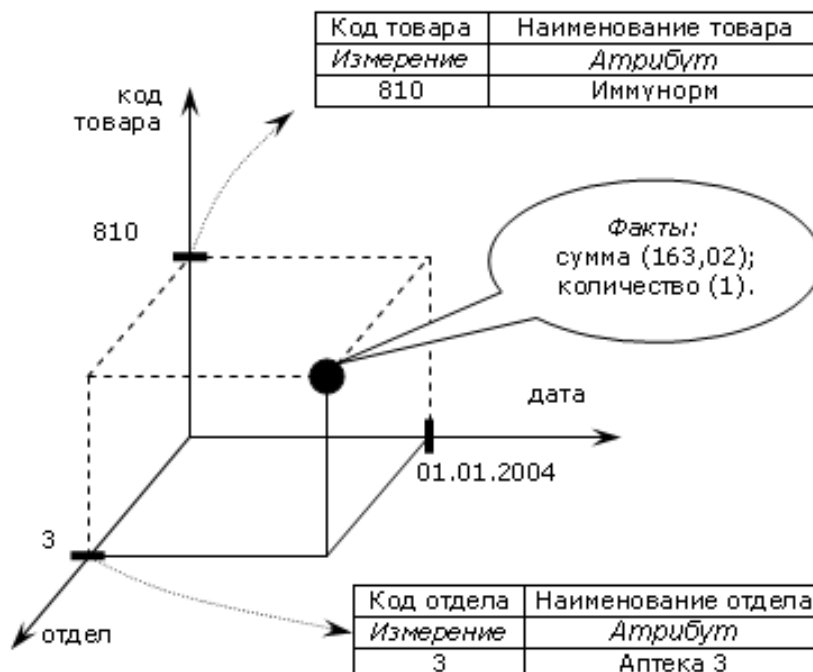 Код товара Наименование товара
Измерение Атрибут
810 Иммунорм
код
товара
810
Факты:
сумма (163,02);
количество (1).
дата
01.01.2004
3
отдел
Код отдела Наименование отдела
Измерение Атрибут
3 Аптека 3